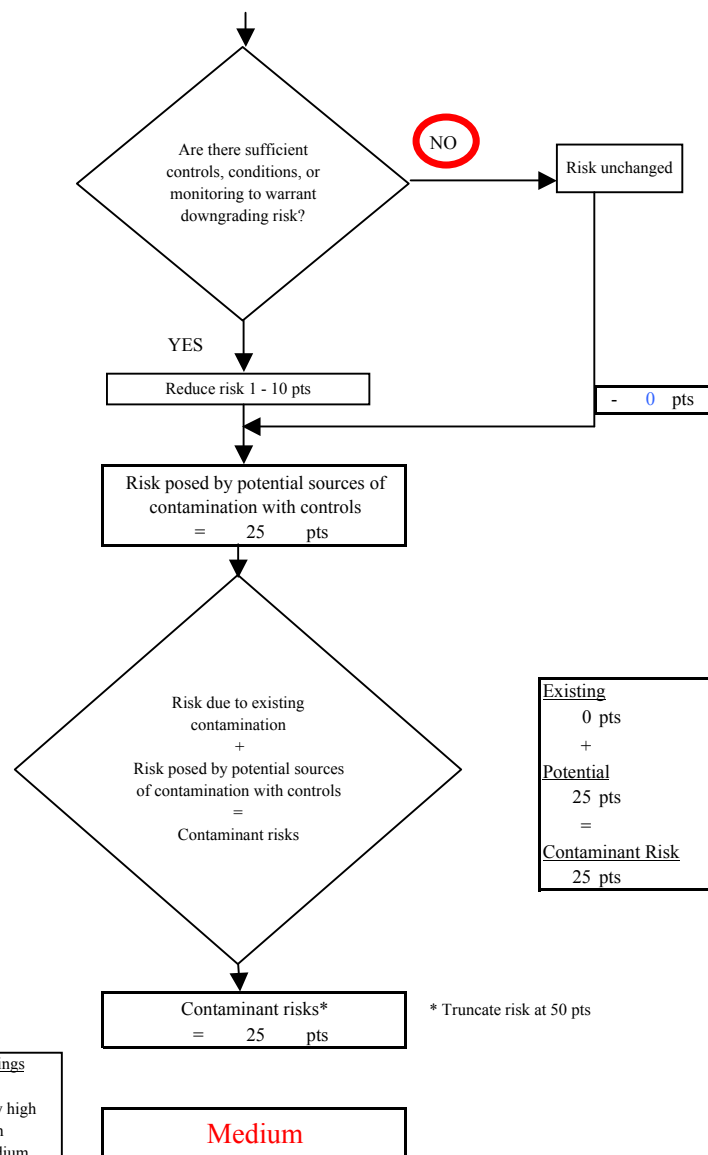 Are there sufficient
controls, conditions, or
monitoring to warrant
downgrading risk?
NO
Risk unchanged
YES
Reduce risk 1 - 10 pts
- 0 pts
Risk posed by potential sources of
contamination with controls
= 25 pts
Risk due to existing
contamination
+
Risk posed by potential sources
of contamination with controls
=
Contaminant risks
Existing
0 pts
+
Potential
25 pts
=
Contaminant Risk
25 pts
Contaminant risks*
= 25 pts
* Truncate risk at 50 pts
high
Medium